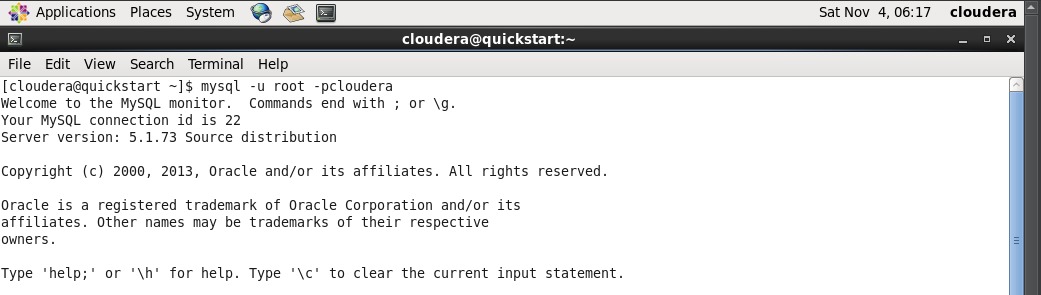 Applications Places System Sat Nov 4, 06:17 cloudera
cloudera@quickstart:~
File Edit View Search Terminal Help
[cloudera@quickstart ~]$ mysql -u root -pcloudera
Welcome to the MySQL monitor.  Commands end with ; or \g.
Your MySQL connection id is 22
Server version: 5.1.73 Source distribution
Copyright (c) 2000, 2013, Oracle and/or its affiliates. All rights reserved.
Oracle is a registered trademark of Oracle Corporation and/or its
affiliates. Other names may be trademarks of their respective
owners.
Type 'help;' or '\h' for help. Type '\c' to clear the current input statement.